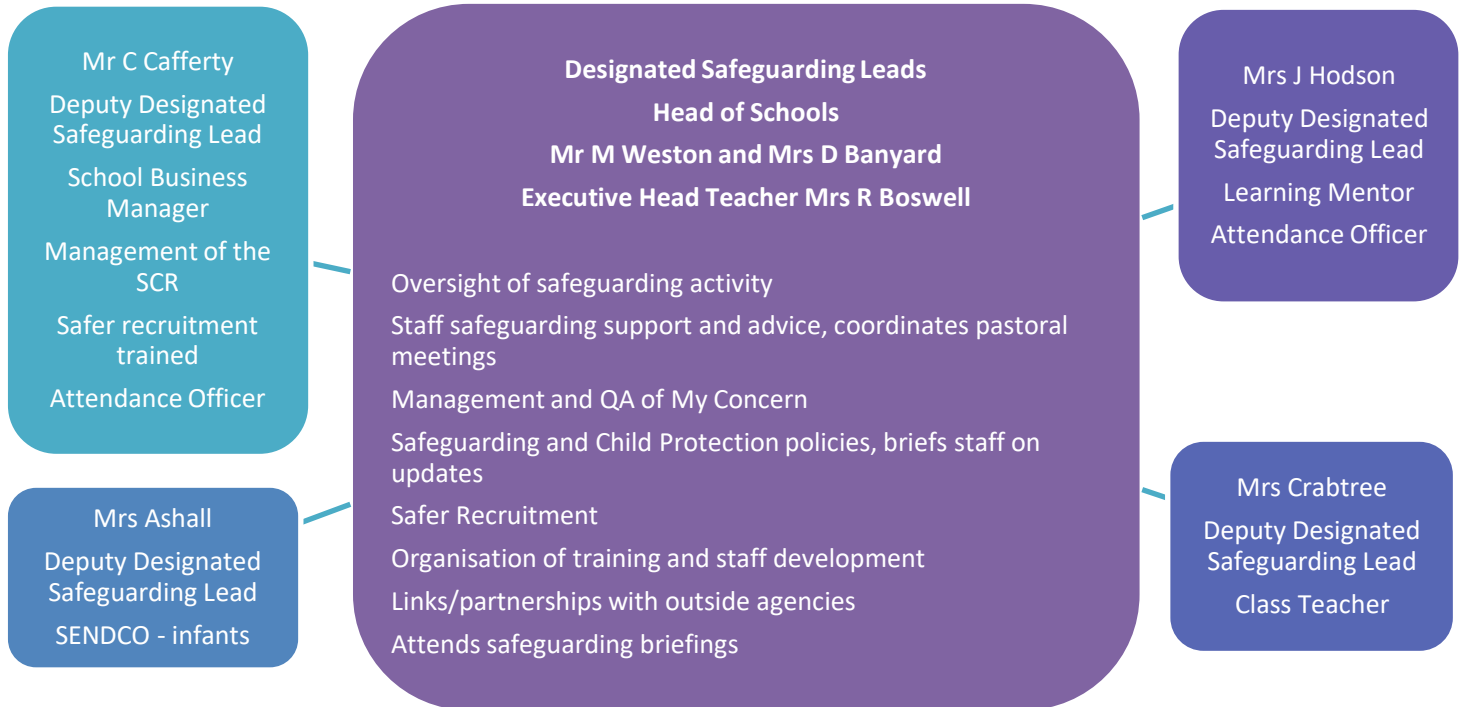 Mr C Cafferty
Deputy Designated
Safeguarding Lead
School Business
Manager
Management of the
SCR
Safer recruitment
trained
Attendance Officer
Mrs Ashall
Deputy Designated
Safeguarding Lead
SENDCO - infants
Designated Safeguarding Leads
Head of Schools
Mr M Weston and Mrs D Banyard
Executive Head Teacher Mrs R Boswell
Oversight of safeguarding activity
Staff safeguarding support and advice, coordinates pastoral
meetings
Management and QA of My Concern
Safeguarding and Child Protection policies, briefs staff on
updates
Safer Recruitment
Organisation of training and staff development
Links/partnerships with outside agencies
Attends safeguarding briefings
Mrs J Hodson
Deputy Designated
Safeguarding Lead
Learning Mentor
Attendance Officer
Mrs Crabtree
Deputy Designated
Safeguarding Lead
Class Teacher